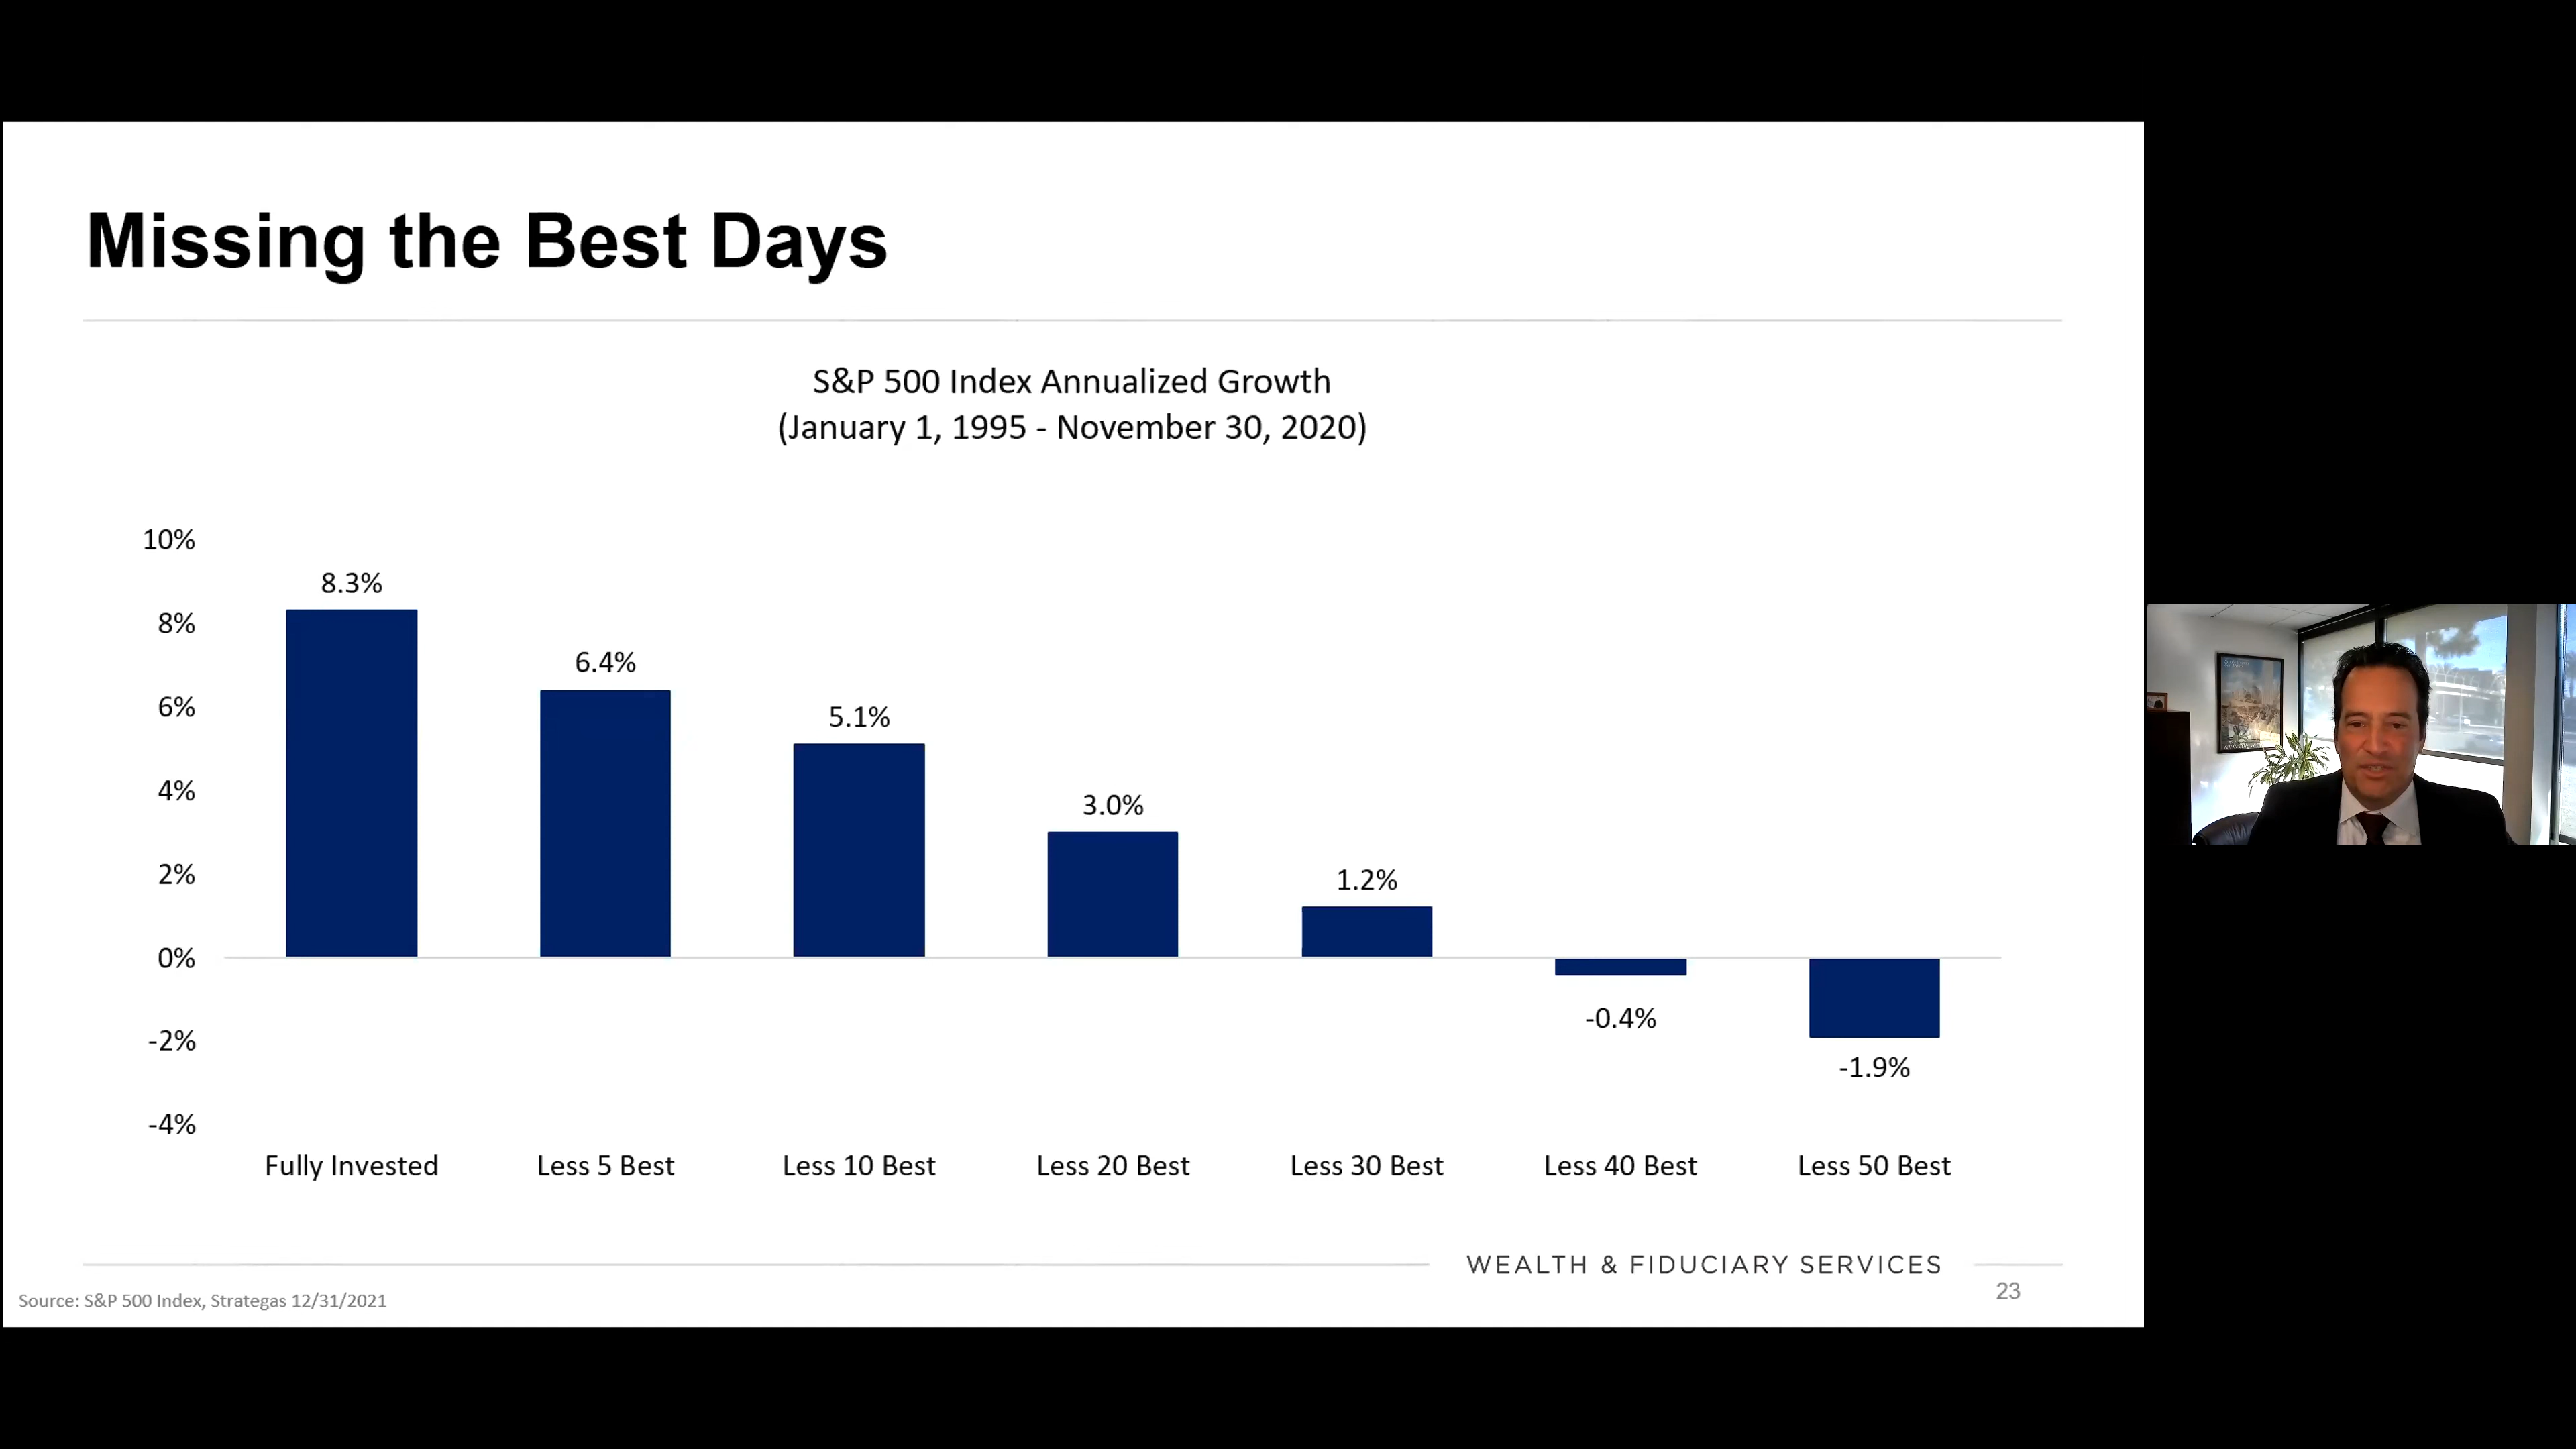 Missing the Best Days
S&P 500 Index Annualized Growth
(January 1, 1995 - November 30, 2020)
10%
8%
6%
4%
2%
0%
-2%
-4%
8.3%
6.4%
5.1%
3.0%
1.2%
-0.4%
-1.9%
Fully Invested
Less 5 Best
Less 10 Best
Less 20 Best
Less 30 Best
Less 40 Best
Less 50 Best
WEALTH & FIDUCIARY SERVICES
23
Source: S&P 500 Index, Strategas 12/31/2021